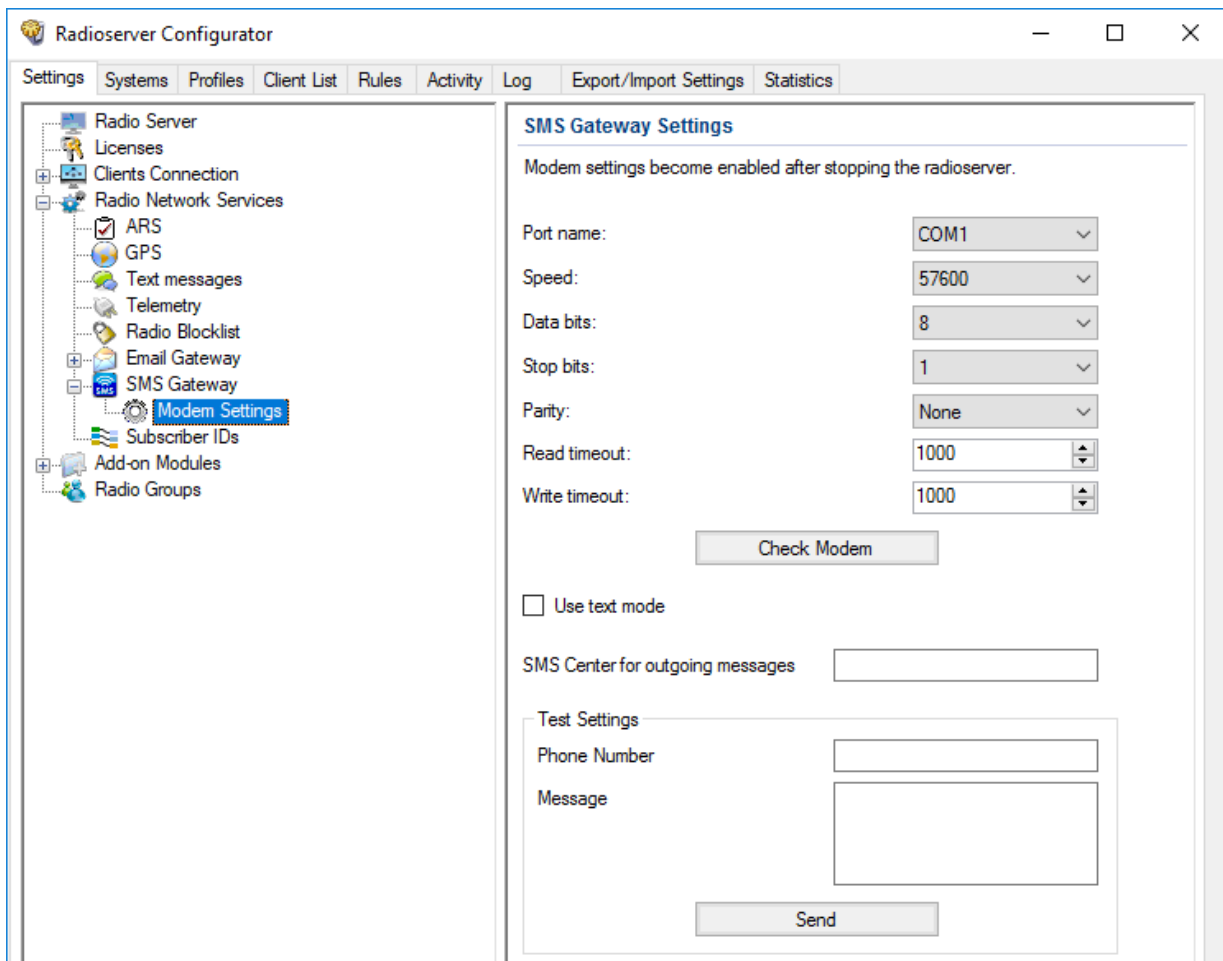 Radioserver Configurator
Settings Systems Profiles Client List Rules Activity Log Export/Import Settings Statistics
Radio Server
Licenses
Clients Connection
Radio Network Services
ARS
GPS
Text messages
Telemetry
Radio Blocklist
Email Gateway
SMS Gateway
Modem Settings
Subscriber IDs
Add-on Modules
Radio Groups
SMS Gateway Settings
Modem settings become enabled after stopping the radioserver.
Port name: COM1
Speed: 57600
Data bits: 8
Stop bits: 1
Parity: None
Read timeout: 1000
Write timeout: 1000
Check Modem
Use text mode
SMS Center for outgoing messages
Test Settings
Phone Number
Message
Send